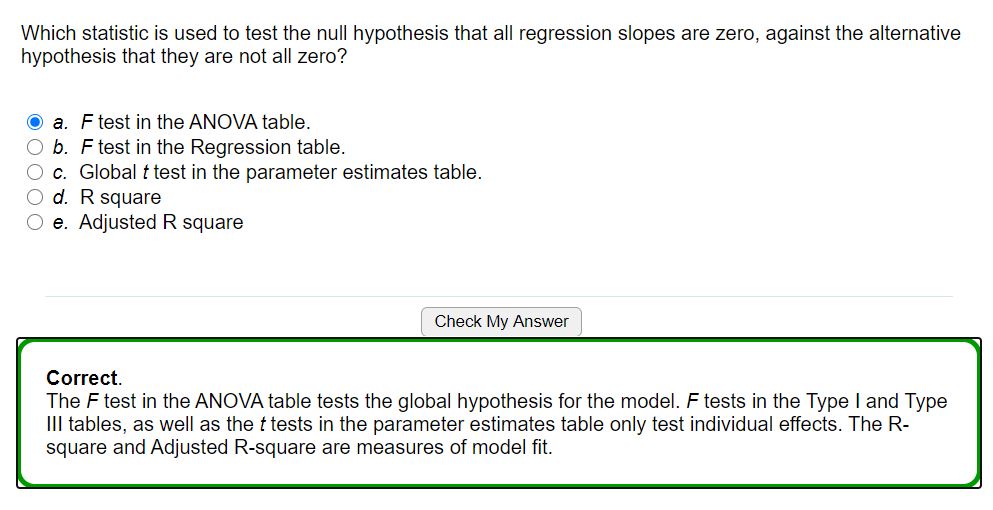 Which statistic is used to test the null hypothesis that all regression slopes are zero, against the alternative
hypothesis that they are not all zero?
a. F test in the ANOVA table.
b. F test in the Regression table.
c. Global t test in the parameter estimates table.
d. R square
e. Adjusted R square
Check My Answer
Correct.
The F test in the ANOVA table tests the global hypothesis for the model. F tests in the Type I and Type
III tables, as well as the t tests in the parameter estimates table only test individual effects. The R-
square and Adjusted R-square are measures of model fit.